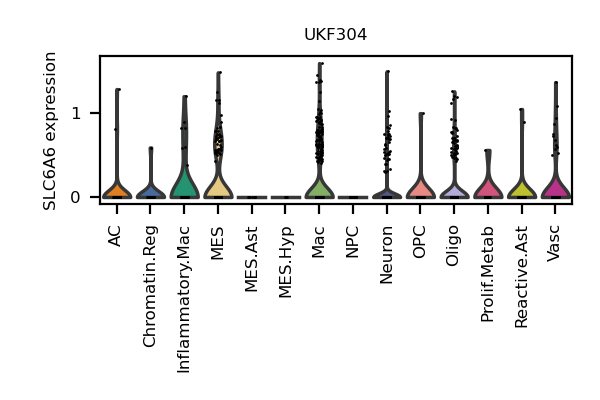 UKF304
SLC6A6 expression
1
0
AC
Chromatin.Reg
Inflammatory.Mac
MES
MES.Ast
MES.Hyp
Mac
NPC
Neuron
OPC
Oligo
Prolif.Metab
Reactive.Ast
Vasc